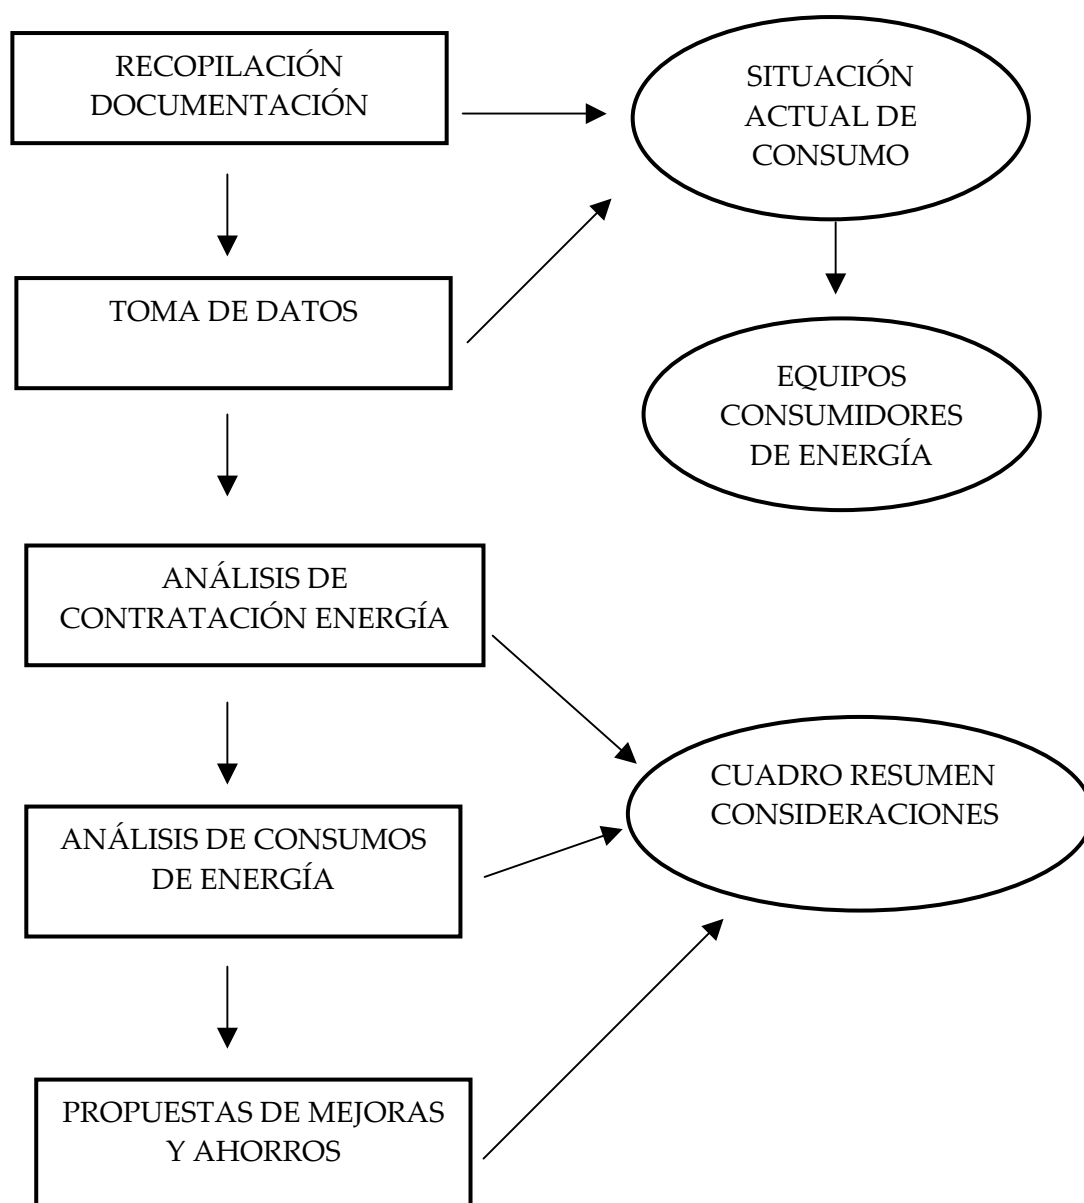 RECOPILACIÓN
DOCUMENTACIÓN
SITUACIÓN
ACTUAL DE
CONSUMO
TOMA DE DATOS
EQUIPOS
CONSUMIDORES
DE ENERGÍA
ANÁLISIS DE
CONTRATACIÓN ENERGÍA
CUADRO RESUMEN
CONSIDERACIONES
ANÁLISIS DE CONSUMOS
DE ENERGÍA
PROPUESTAS DE MEJORAS
Y AHORROS